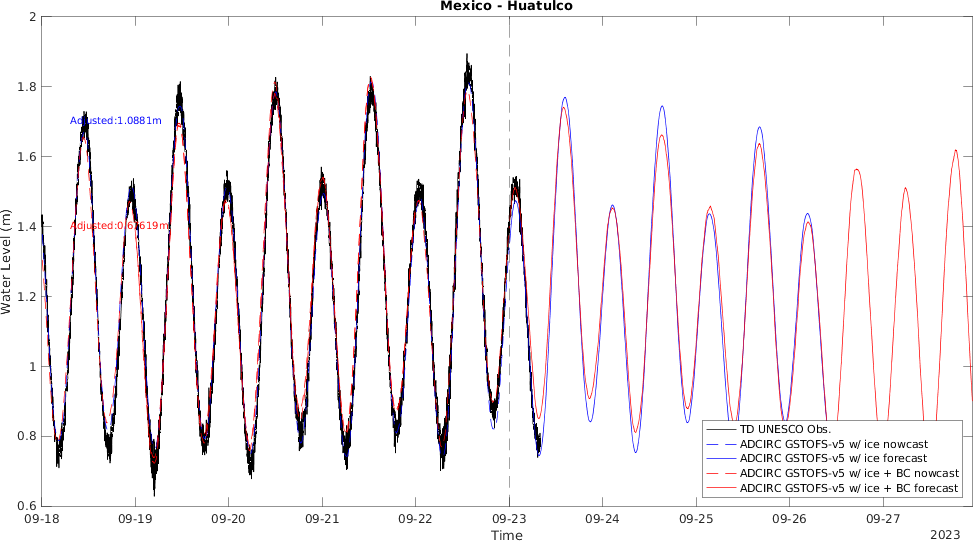 Mexico - Huatulco
2
1.8
1.6
1.4
1.2
1
0.8
0.6
Water Level (m)
Adjusted:1.0881m
TD UNESCO Obs.
ADCIRC GSTOFS-v5 w/ ice nowcast
ADCIRC GSTOFS-v5 w/ ice forecast
ADCIRC GSTOFS-v5 w/ ice + BC nowcast
ADCIRC GSTOFS-v5 w/ ice + BC forecast
09-18 09-19 09-20 09-21 09-22 09-23 09-24 09-25 09-26 09-27
Time
2023